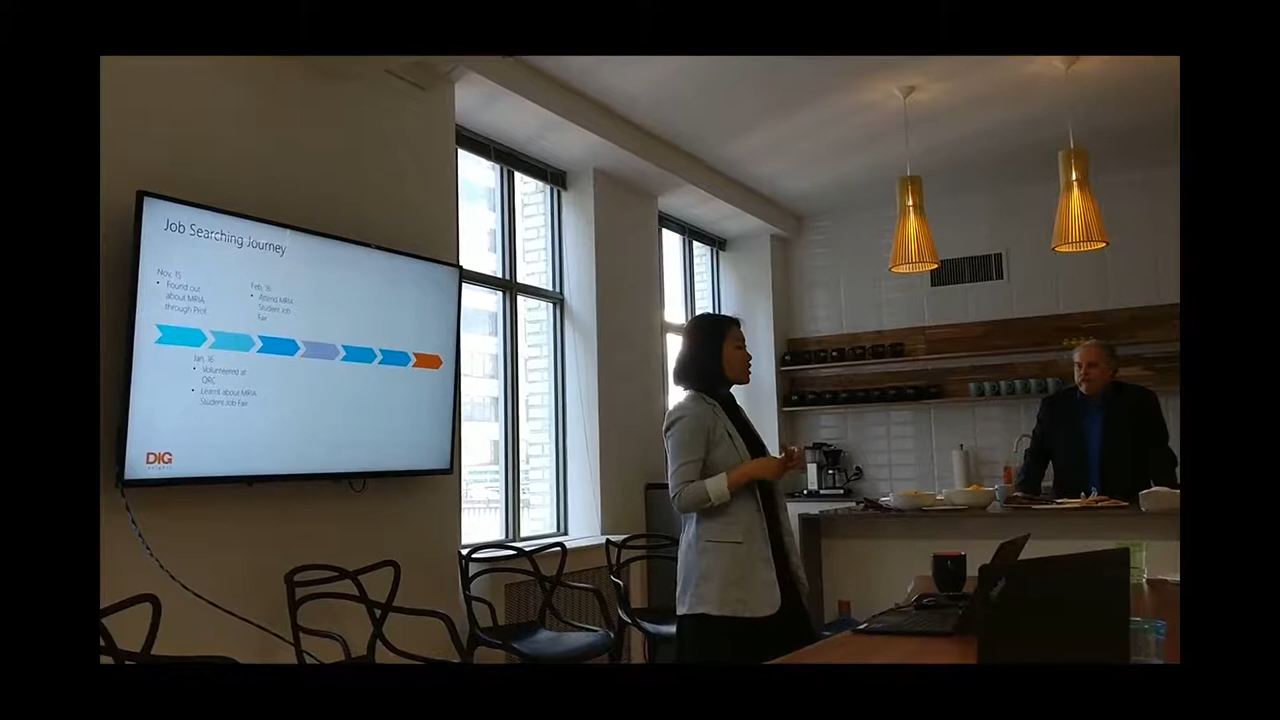 Job Searching Journey
Nov, 15
• Found out
about MRIA
through Prof.
Feb, 16
• Attend MRIA
Student Job
Fair
Jan, 16
• Volunteered at
QRC
• Learnt about MRIA
Student Job Fair
DIG
insights